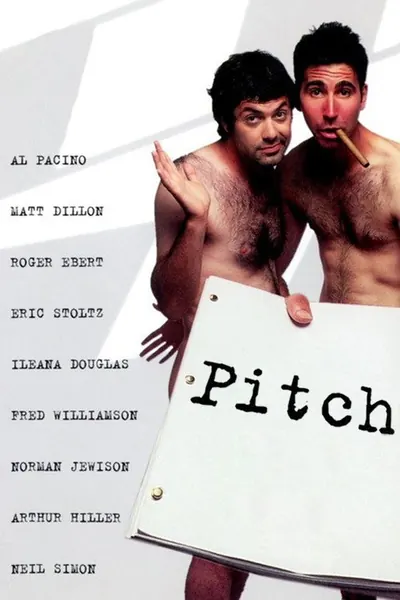 AL PACINO
MATT DILLON
ROGER EBERT
ERIC STOLTZ
ILEANA DOUGLAS
FRED WILLIAMSON
NORMAN JEWISON
ARTHUR HILLER
NEIL SIMON
Pitch